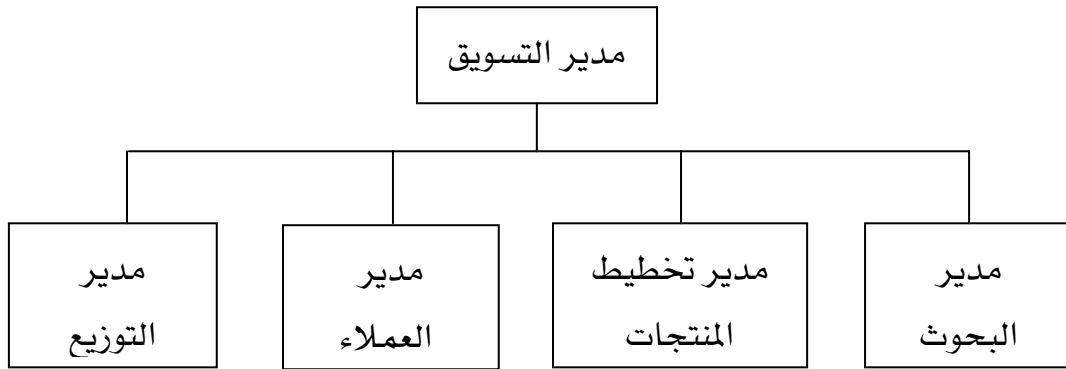 مدير التسويق
مدير
البحوث
مدير تخطيط
المنتجات
مدير
العملاء
مدير
التوزيع